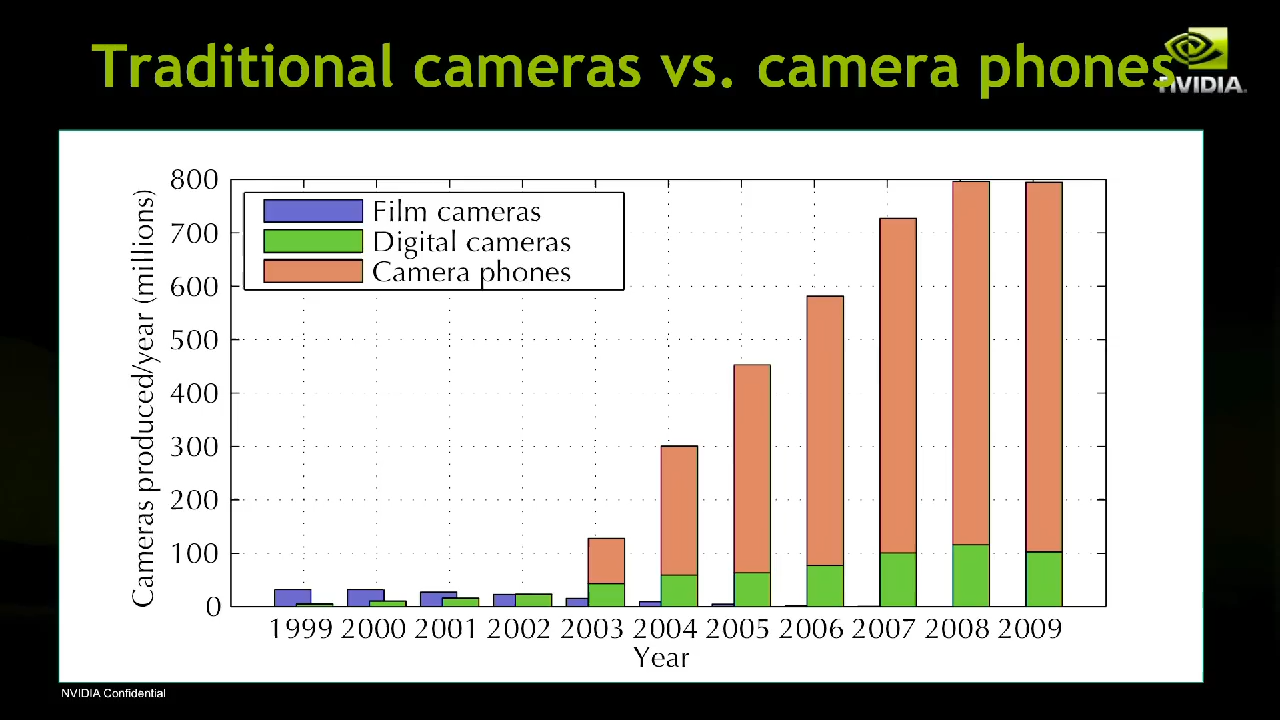 Traditional cameras vs. camera phones
NVIDIA.
800
700
600
500
400
300
200
100
0
Cameras produced/year (millions)
Film cameras
Digital cameras
Camera phones
1999 2000 2001 2002 2003 2004 2005 2006 2007 2008 2009
Year
NVIDIA Confidential